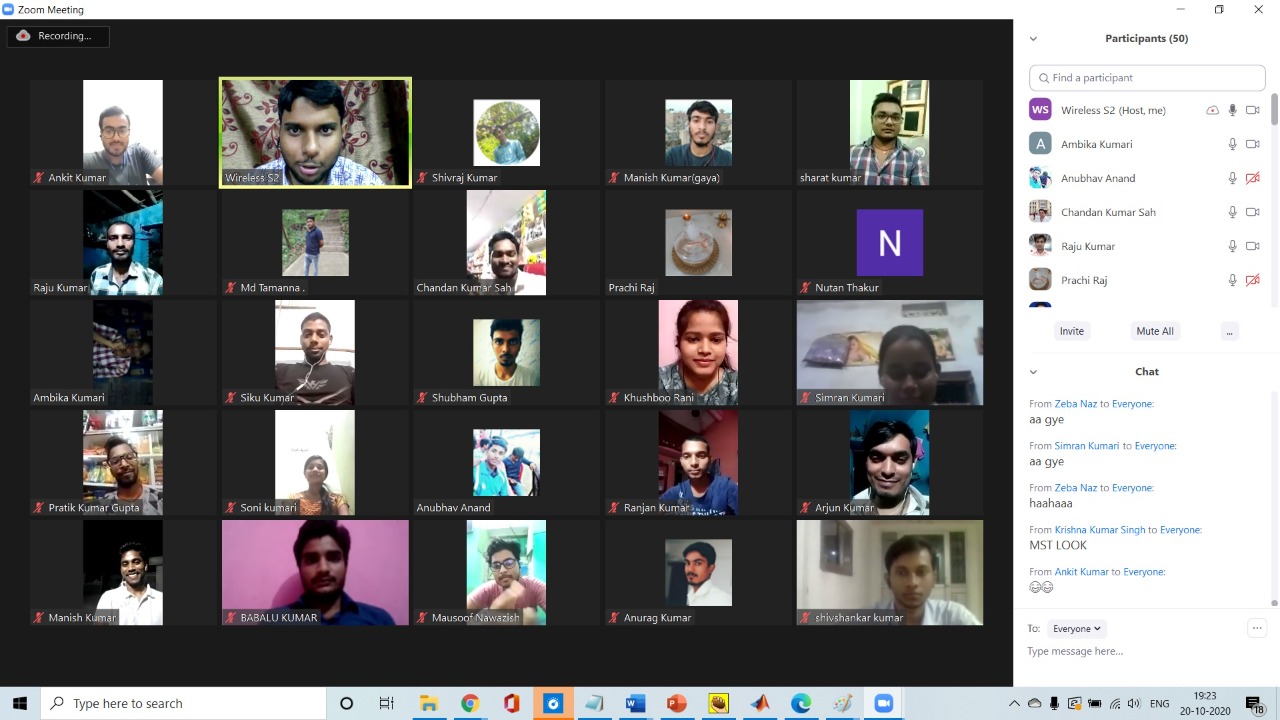 Zoom Meeting
Recording...
Ankit Kumar
Wireless S2
Shivraj Kumar
Manish Kumar(gaya)
sharat kumar
Raju Kumar
Md Tamanna .
Chandan Kumar Sah
Prachi Raj
N
Nutan Thakur
Ambika Kumari
Siku Kumar
Shubham Gupta
Khushboo Rani
Simran Kumari
Pratik Kumar Gupta
Soni kumari
Anubhav Anand
Ranjan Kumar
Arjun Kumar
Manish Kumar
BABALU KUMAR
Mausoof Nawazish
Anurag Kumar
shivshankar kumar
Participants (50)
Find a participant
WS Wireless S2 (Host, me)
A Ambika Kumari
Anubhav Anand
Chandan Kumar Sah
Raju Kumar
Prachi Raj
Invite Mute All ...
Chat
From Zeba Naz to Everyone:
aa gye
From Simran Kumari to Everyone:
aa gye
From Zeba Naz to Everyone:
haahaaa
From Krishna Kumar Singh to Everyone:
MST LOOK
From Ankit Kumar to Everyone:
😄😄
To: Everyone
Type message here...
Type here to search
ENG
19:23
20-10-2020
18